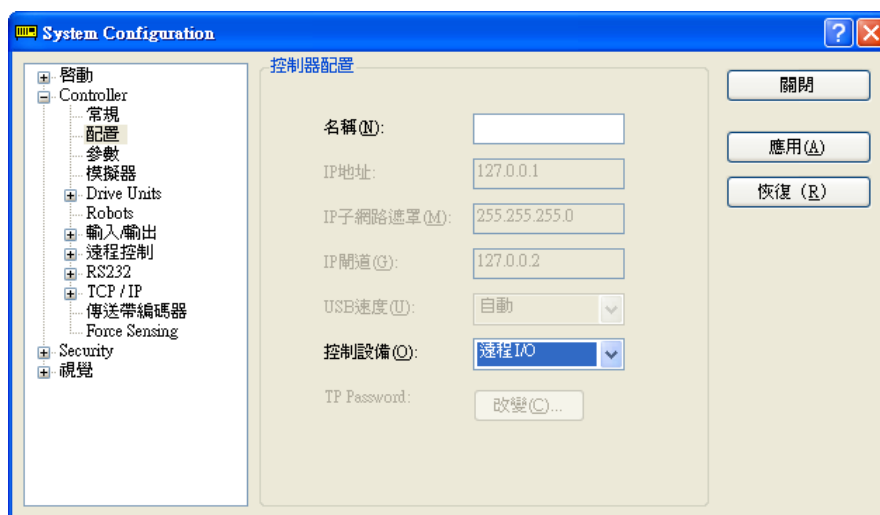 System Configuration
啓動
Controller
常規
配置
參數
模擬器
Drive Units
Robots
輸入/輸出
遠程控制
RS232
TCP / IP
傳送帶編碼器
Force Sensing
Security
視覺
控制器配置
名稱(N):
IP地址:
127.0.0.1
IP子網路遮罩(M):
255.255.255.0
IP閘道(G):
127.0.0.2
USB速度(U):
自動
控制設備(O):
遠程I/O
TP Password:
改變(C)...
關閉
應用(A)
恢復 (R)